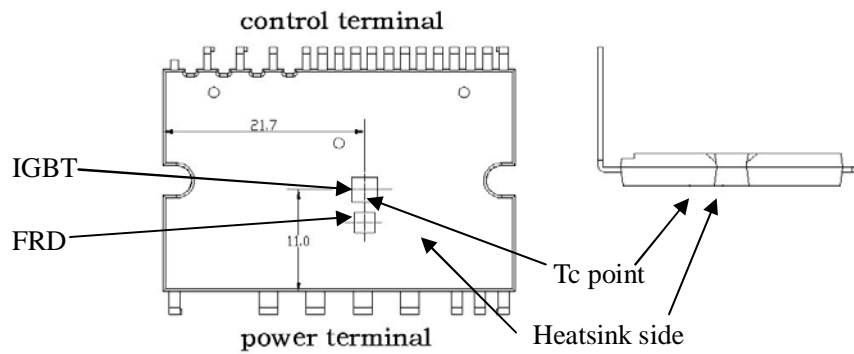 control terminal
21.7
IGBT
FRD
11.0
Tc point
Heatsink side
power terminal